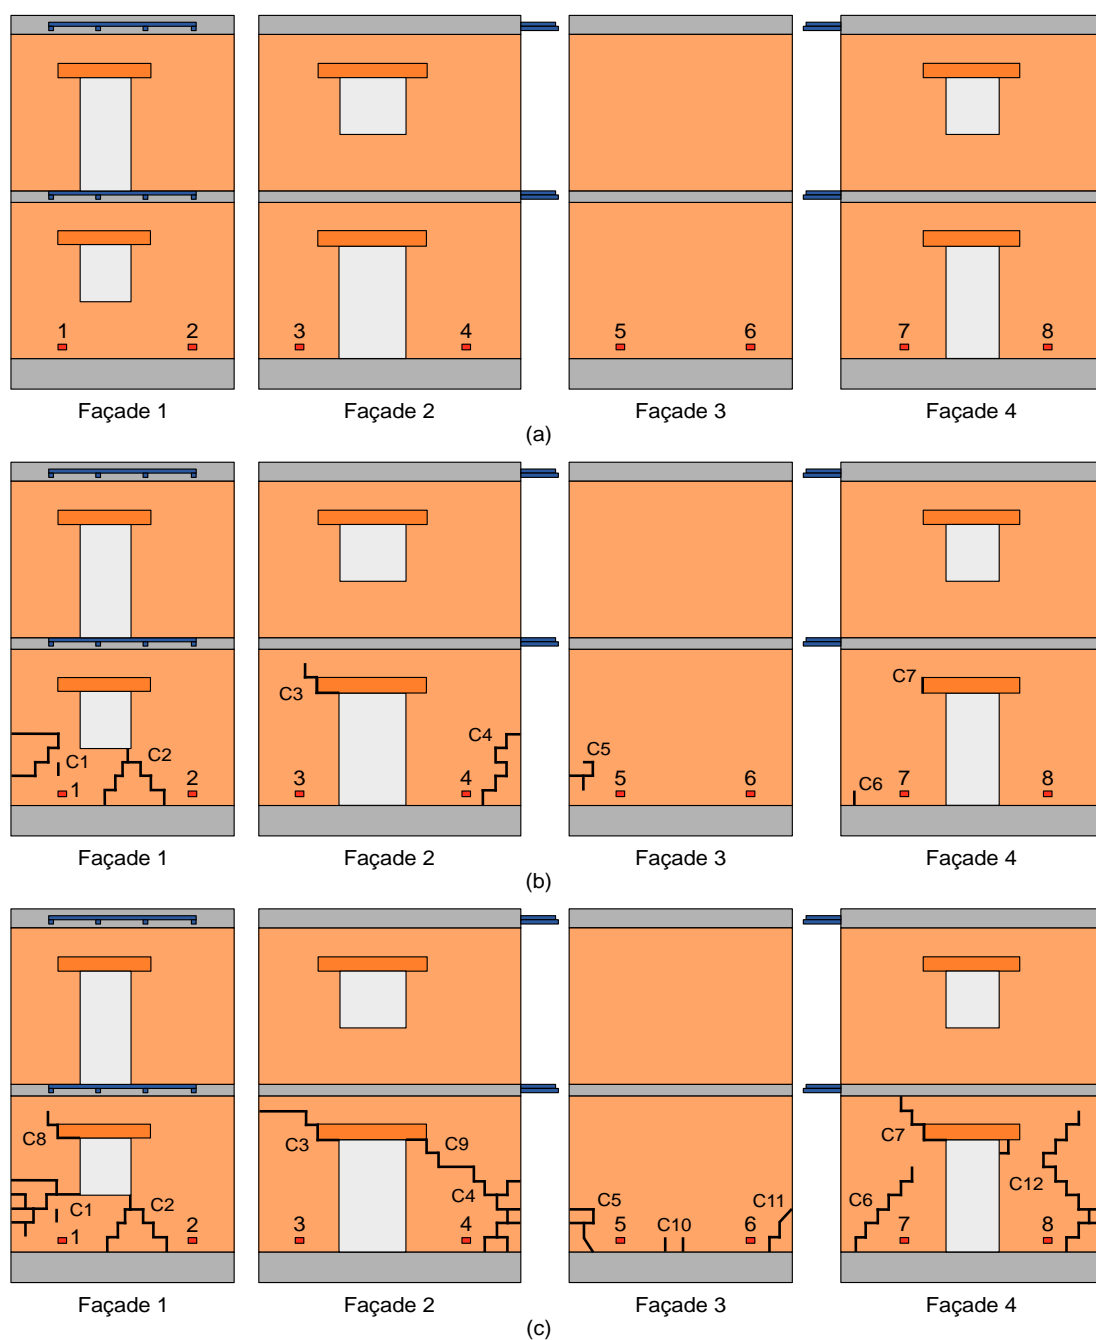 1 2 3 4 5 6 7 8
Façade 1 Façade 2 Façade 3 Façade 4
(a)
C7
C3 C4
C1 C2 C5
C6
1 2 3 4 5 6 7 8
Façade 1 Façade 2 Façade 3 Façade 4
(b)
C8 C3 C9 C7
C4 C12
C1 C2 C5 C11 C6
C10
1 2 3 4 5 6 7 8
Façade 1 Façade 2 Façade 3 Façade 4
(c)